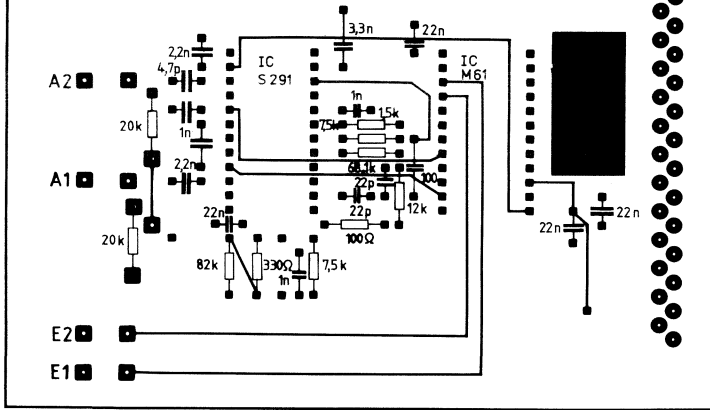 3,3n
22n
2,2n
IC
S 291
IC
M61
4,7p
A2
1n
1,5k
20k
7,5k
1n
2,2n
22p
100
A1
12k
22n
22p
22n
22n
20k
100Ω
82k
330Ω
7,5k
1n
E2
E1